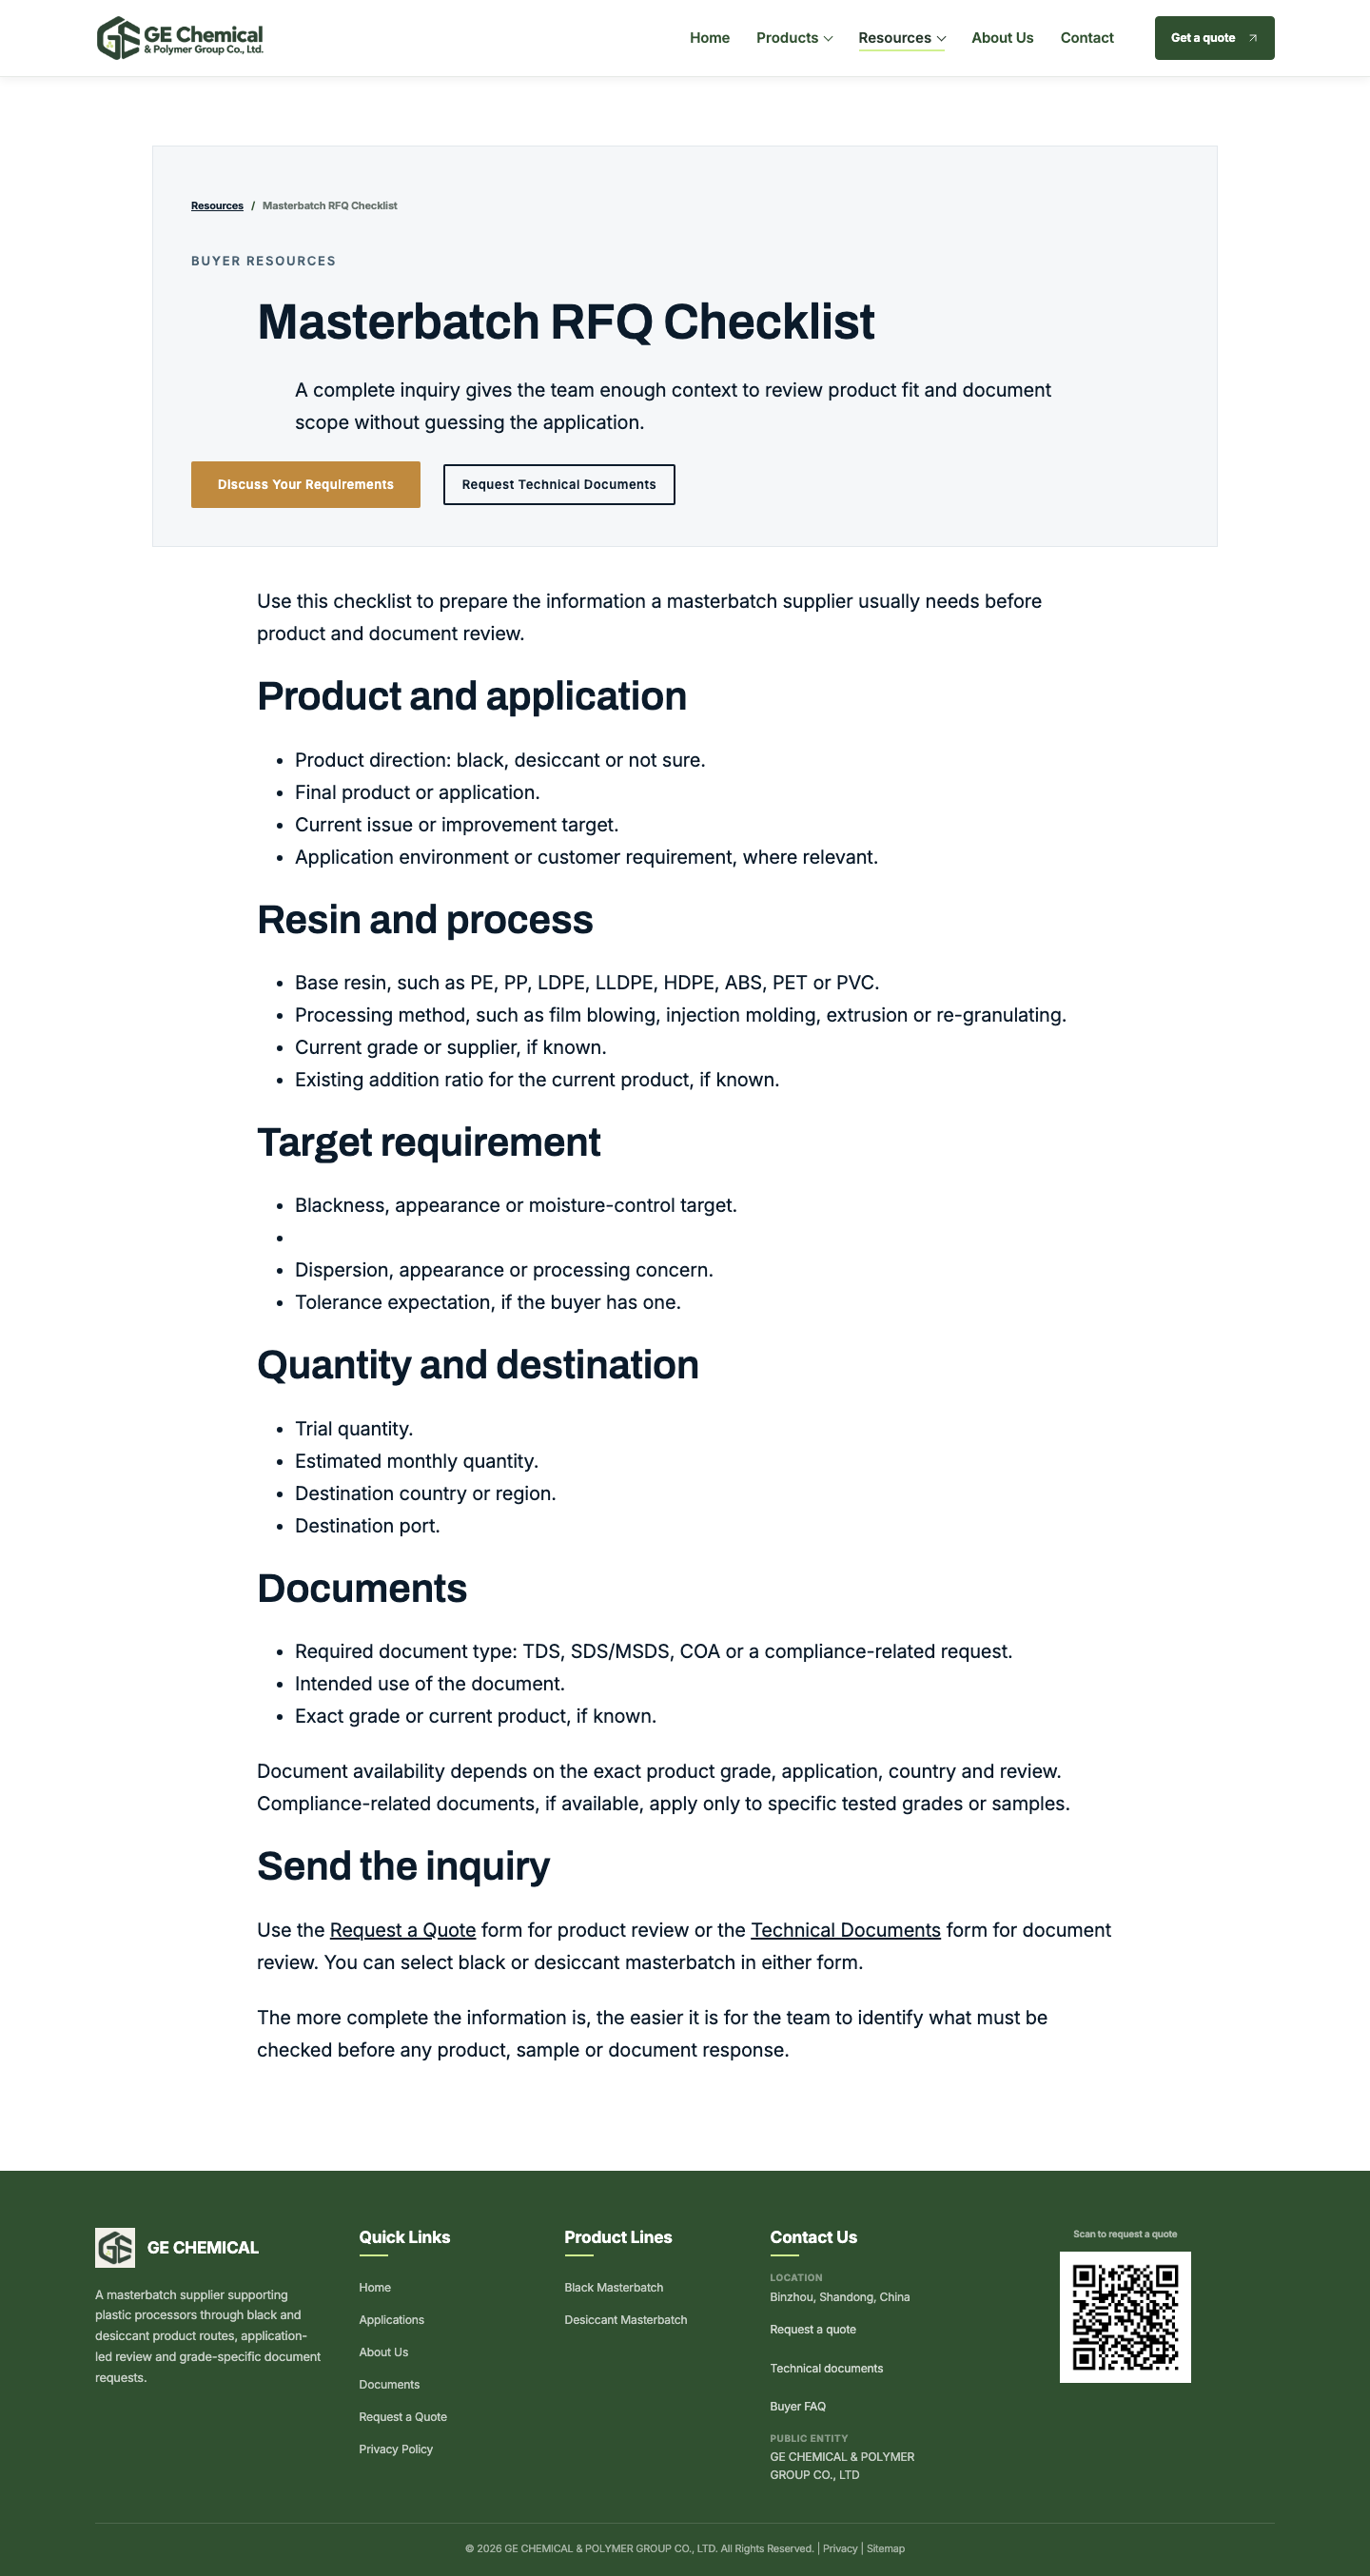 GE Chemical
& Polymer Group Co., Ltd.
Home Products Resources About Us Contact Get a quote
Resources / Masterbatch RFQ Checklist
BUYER RESOURCES
Masterbatch RFQ Checklist
A complete inquiry gives the team enough context to review product fit and document
scope without guessing the application.
Discuss Your Requirements Request Technical Documents
Use this checklist to prepare the information a masterbatch supplier usually needs before
product and document review.
Product and application
• Product direction: black, desiccant or not sure.
• Final product or application.
• Current issue or improvement target.
• Application environment or customer requirement, where relevant.
Resin and process
• Base resin, such as PE, PP, LDPE, LLDPE, HDPE, ABS, PET or PVC.
• Processing method, such as film blowing, injection molding, extrusion or re-granulating.
• Current grade or supplier, if known.
• Existing addition ratio for the current product, if known.
Target requirement
• Blackness, appearance or moisture-control target.
•
• Dispersion, appearance or processing concern.
• Tolerance expectation, if the buyer has one.
Quantity and destination
• Trial quantity.
• Estimated monthly quantity.
• Destination country or region.
• Destination port.
Documents
• Required document type: TDS, SDS/MSDS, COA or a compliance-related request.
• Intended use of the document.
• Exact grade or current product, if known.
Document availability depends on the exact product grade, application, country and review.
Compliance-related documents, if available, apply only to specific tested grades or samples.
Send the inquiry
Use the Request a Quote form for product review or the Technical Documents form for document
review. You can select black or desiccant masterbatch in either form.
The more complete the information is, the easier it is for the team to identify what must be
checked before any product, sample or document response.
GE CHEMICAL
A masterbatch supplier supporting
plastic processors through black and
desiccant product routes, application-
led review and grade-specific document
requests.
Quick Links
Home
Applications
About Us
Documents
Request a Quote
Privacy Policy
Product Lines
Black Masterbatch
Desiccant Masterbatch
Contact Us
LOCATION
Binzhou, Shandong, China
Request a quote
Technical documents
Buyer FAQ
PUBLIC ENTITY
GE CHEMICAL & POLYMER
GROUP CO., LTD
Scan to request a quote
© 2026 GE CHEMICAL & POLYMER GROUP CO., LTD. All Rights Reserved. | Privacy | Sitemap